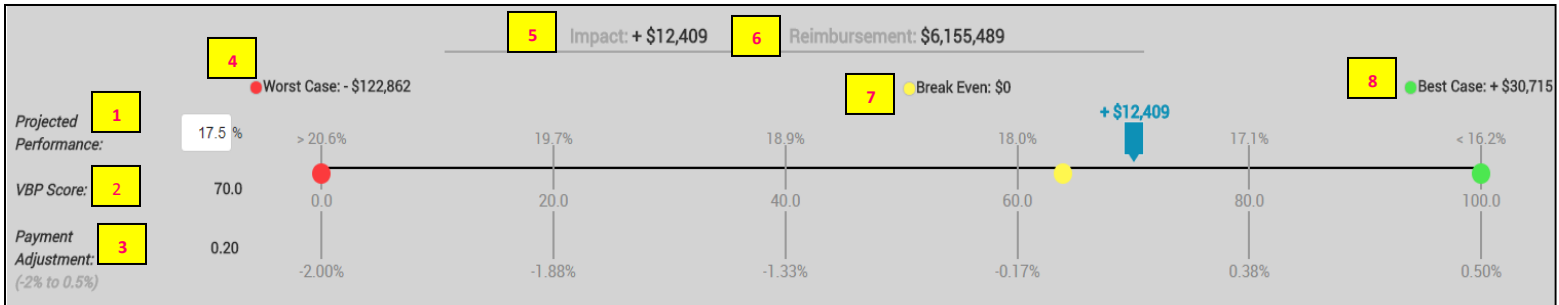 5 Impact: + $12,409 6 Reimbursement: $6,155,489
4
Worst Case: - $122,862
7 Break Even: $0
8 Best Case: + $30,715
1
Projected
Performance:
17.5 %
+ $12,409
> 20.6% 19.7% 18.9% 18.0% 17.1% < 16.2%
VBP Score: 2 70.0
0.0 20.0 40.0 60.0 80.0 100.0
Payment
Adjustment:
3 0.20
(-2% to 0.5%)
-2.00% -1.88% -1.33% -0.17% 0.38% 0.50%